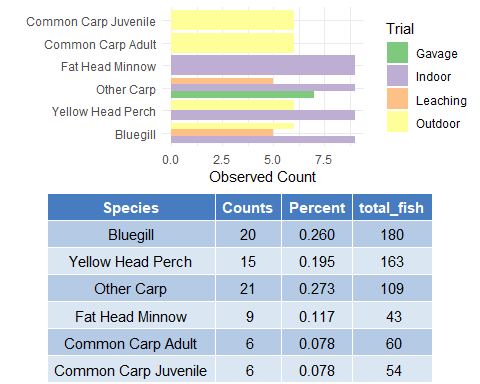 Common Carp Juvenile
Common Carp Adult
Fat Head Minnow
Other Carp
Yellow Head Perch
Bluegill
0.0 2.5 5.0 7.5
Observed Count
Trial
Gavage
Indoor
Leaching
Outdoor
Species Counts Percent total_fish
Bluegill 20 0.260 180
Yellow Head Perch 15 0.195 163
Other Carp 21 0.273 109
Fat Head Minnow 9 0.117 43
Common Carp Adult 6 0.078 60
Common Carp Juvenile 6 0.078 54